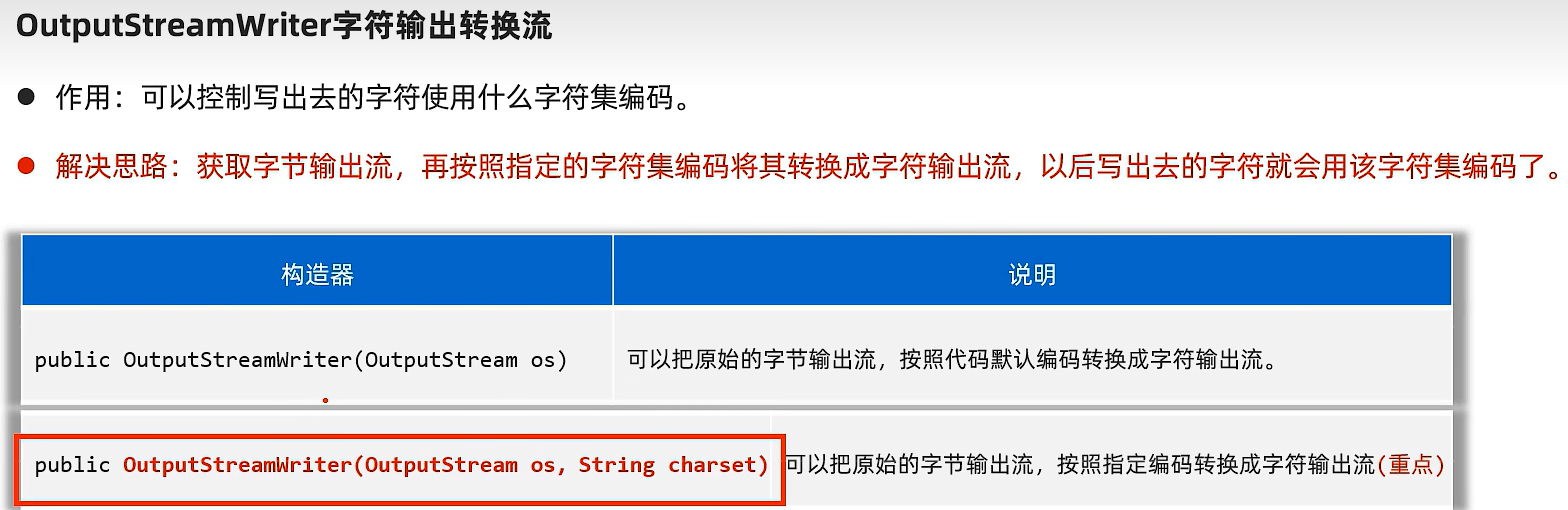 OutputStreamWriter字符输出转换流
● 作用：可以控制写出去的字符使用什么字符集编码。
● 解决思路：获取字节输出流，再按照指定的字符集编码将其转换成字符输出流，以后写出去的字符就会用该字符集编码了。
构造器 说明
public OutputStreamWriter(OutputStream os) 可以把原始的字节输出流，按照代码默认编码转换成字符输出流。
public OutputStreamWriter(OutputStream os, String charset) 可以把原始的字节输出流，按照指定编码转换成字符输出流(重点)